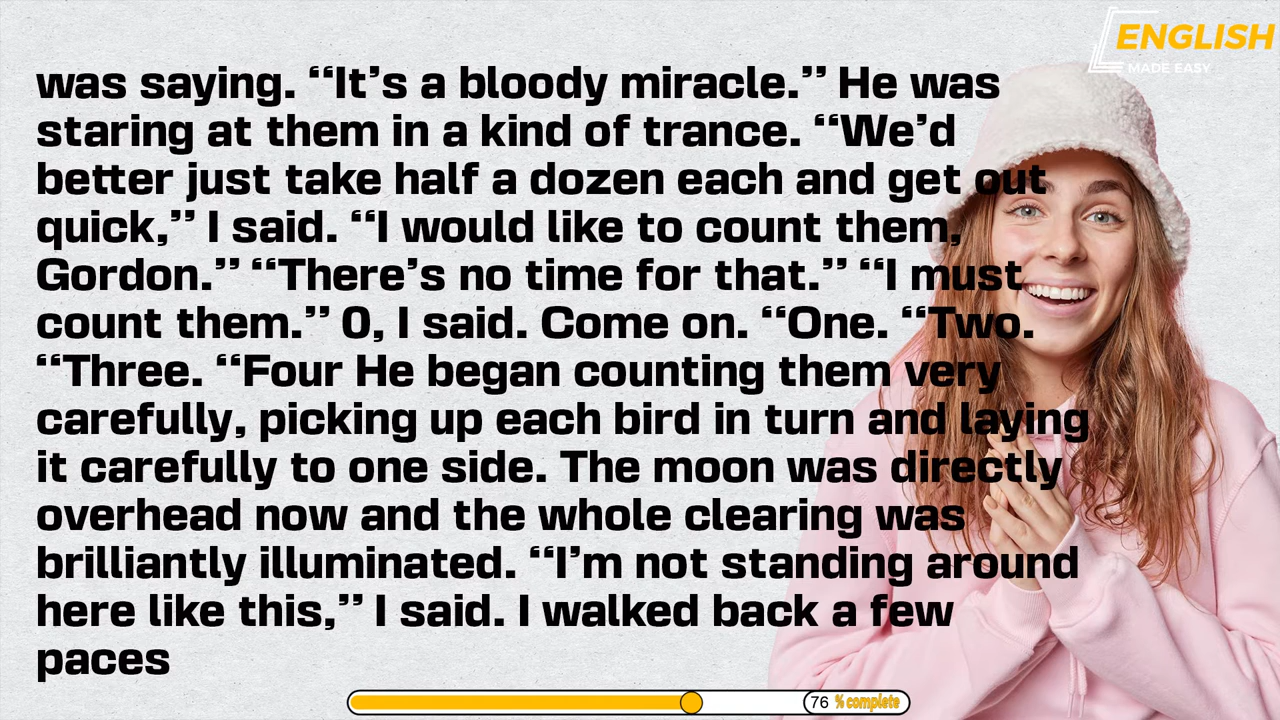 ENGLISH
MADE EASY
was saying. “It’s a bloody miracle.” He was
staring at them in a kind of trance. “We’d
better just take half a dozen each and get out
quick,” I said. “I would like to count them,
Gordon.” “There’s no time for that.” “I must
count them.” 0, I said. Come on. “One. “Two.
“Three. “Four He began counting them very
carefully, picking up each bird in turn and laying
it carefully to one side. The moon was directly
overhead now and the whole clearing was
brilliantly illuminated. “I’m not standing around
here like this,” I said. I walked back a few
paces
76 % complete